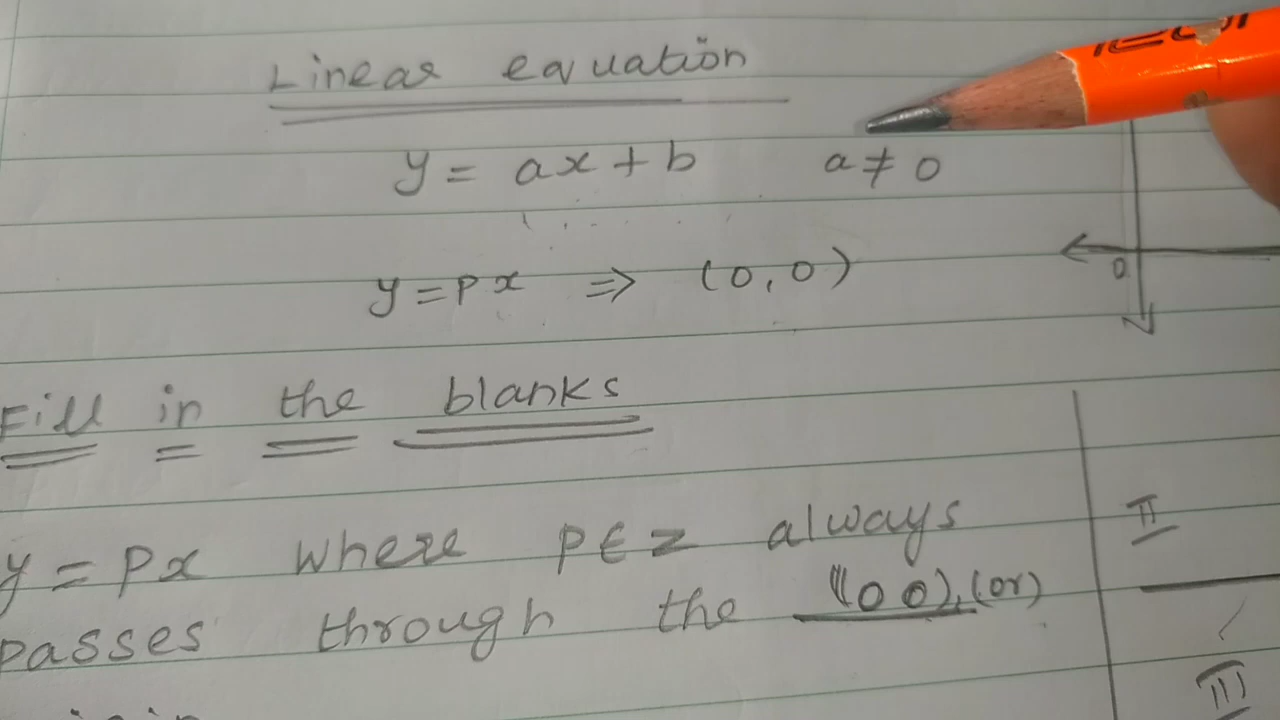 Linear equation
y = ax + b a ≠ 0
y = px ⇒ (0,0)
0
Fill in the blanks
y = px where p ∈ z always
passes through the (0 0), (or)
II
III